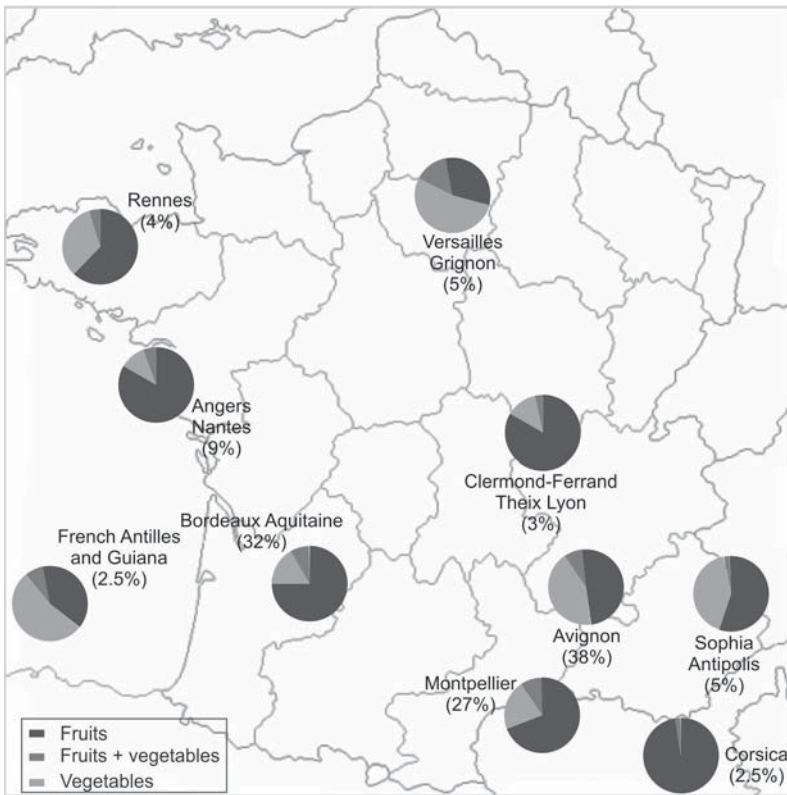 Rennes
(4%)
Versailles
Grignon
(5%)
Angers
Nantes
(9%)
Clermond-Ferrand
Theix Lyon
(3%)
French Antilles
and Guiana
(2.5%)
Bordeaux Aquitaine
(32%)
Avignon
(38%)
Sophia
Antipolis
(5%)
Montpellier
(27%)
Corsica
(2.5%)
Fruits
Fruits + vegetables
Vegetables